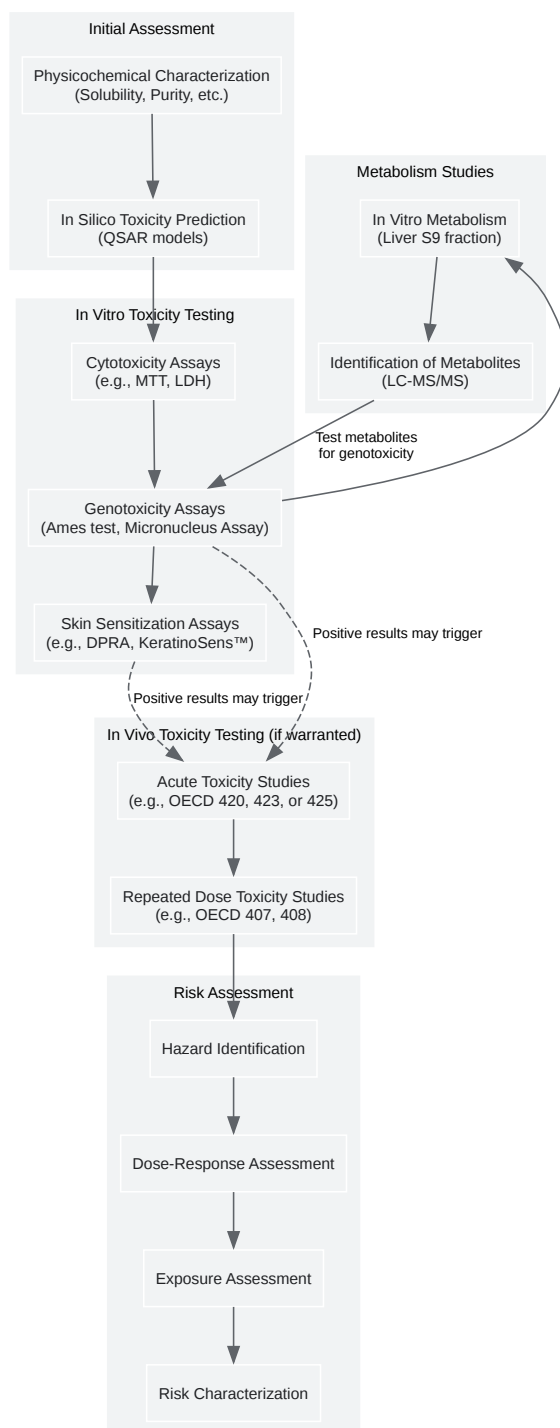 Initial Assessment
Physicochemical Characterization
(Solubility, Purity, etc.)
In Silico Toxicity Prediction
(QSAR models)
Metabolism Studies
In Vitro Metabolism
(Liver S9 fraction)
Identification of Metabolites
(LC-MS/MS)
In Vitro Toxicity Testing
Cytotoxicity Assays
(e.g., MTT, LDH)
Test metabolites
for genotoxicity
Genotoxicity Assays
(Ames test, Micronucleus Assay)
Skin Sensitization Assays
(e.g., DPRA, KeratinoSens™)
Positive results may trigger
Positive results may trigger
In Vivo Toxicity Testing (if warranted)
Acute Toxicity Studies
(e.g., OECD 420, 423, or 425)
Repeated Dose Toxicity Studies
(e.g., OECD 407, 408)
Risk Assessment
Hazard Identification
Dose-Response Assessment
Exposure Assessment
Risk Characterization